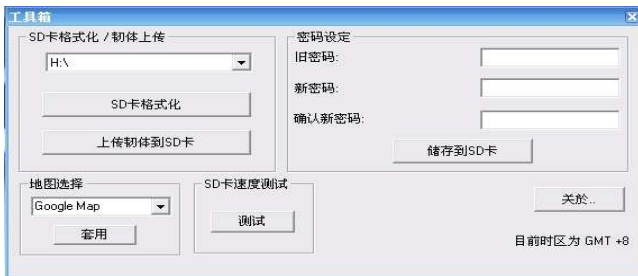 工具箱
SD卡格式化 / 韧体上传
H:\
SD卡格式化
上传韧体到SD卡
密码设定
旧密码:
新密码:
确认新密码:
储存到SD卡
地图选择
Google Map
套用
SD卡速度测试
测试
关於..
目前时区为 GMT +8